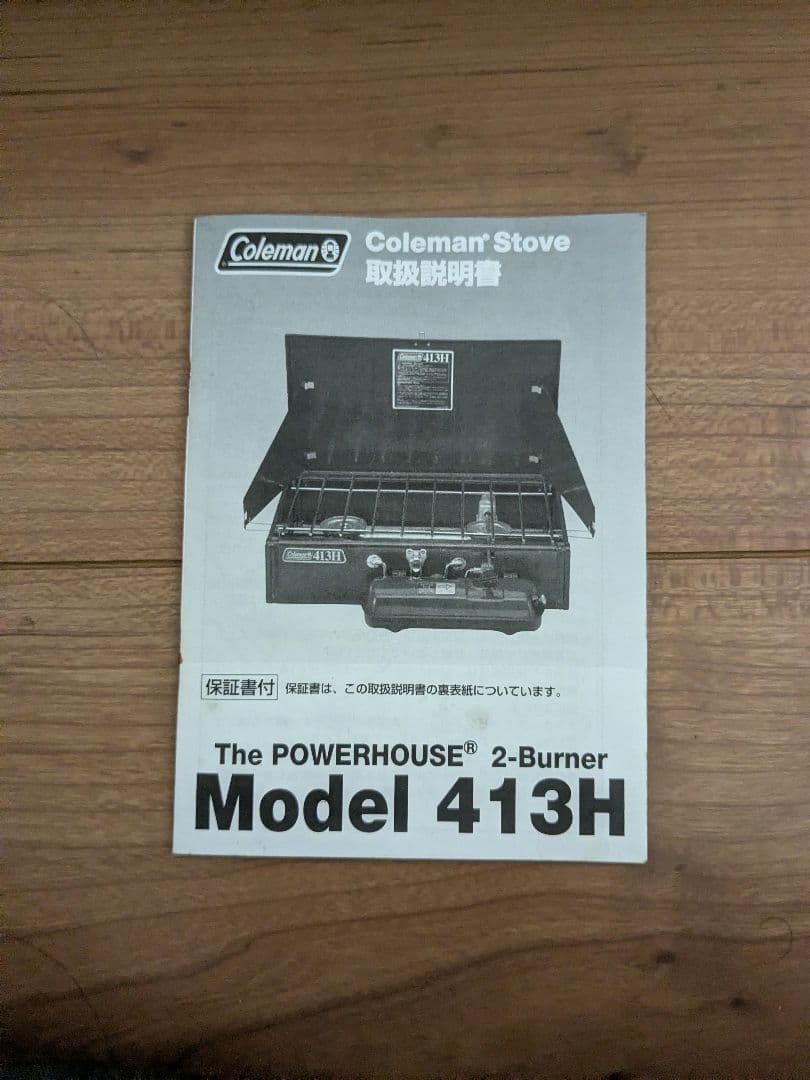 Coleman
Coleman® Stove
取扱説明書
Coleman 413H
Coleman 413H
保証書付 保証書は、この取扱説明書の裏表紙についています。
The POWERHOUSE® 2-Burner
Model 413H